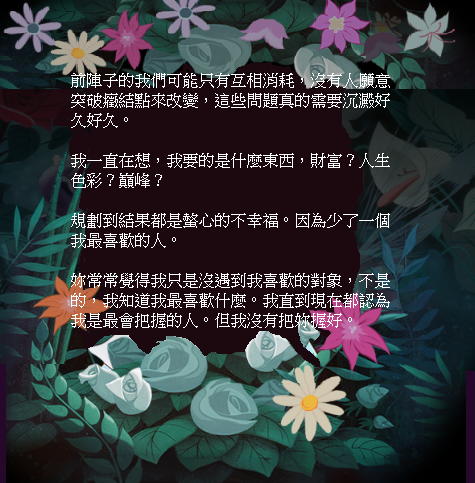 前陣子的我們可能只有互相消耗，沒有人願意
突破癥結點來改變，這些問題真的需要沉澱好
久好久。
我一直在想，我要的是什麼東西，財富？人生
色彩？巔峰？
規劃到結果都是螫心的不幸福。因為少了一個
我最喜歡的人。
妳常常覺得我只是沒遇到我喜歡的對象，不是
的，我知道我最喜歡什麼。我直到現在都認為
我是最會把握的人。但我沒有把妳握好。